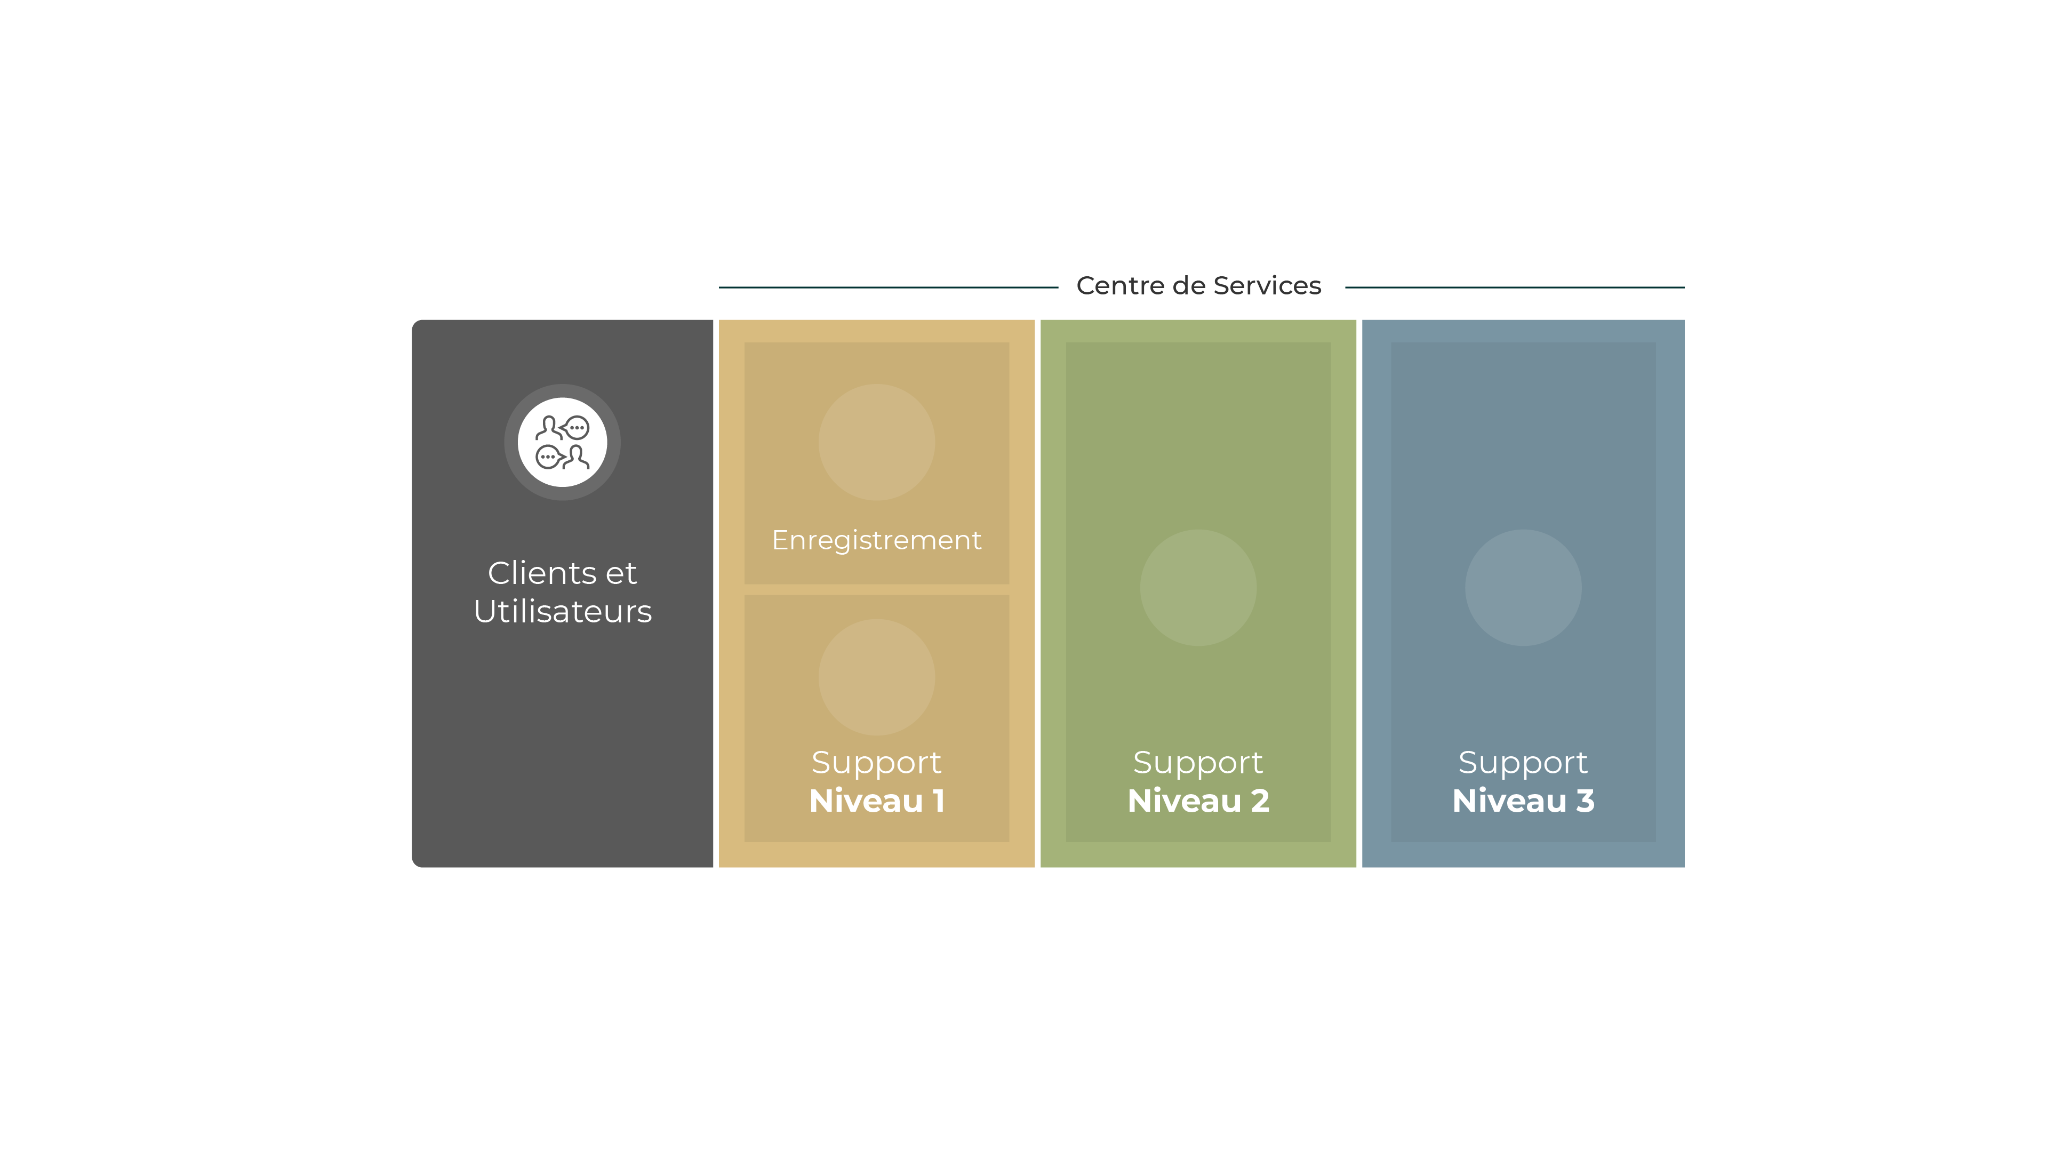 Centre de Services
Clients et
Utilisateurs
Enregistrement
Support
Niveau 1
Support
Niveau 2
Support
Niveau 3